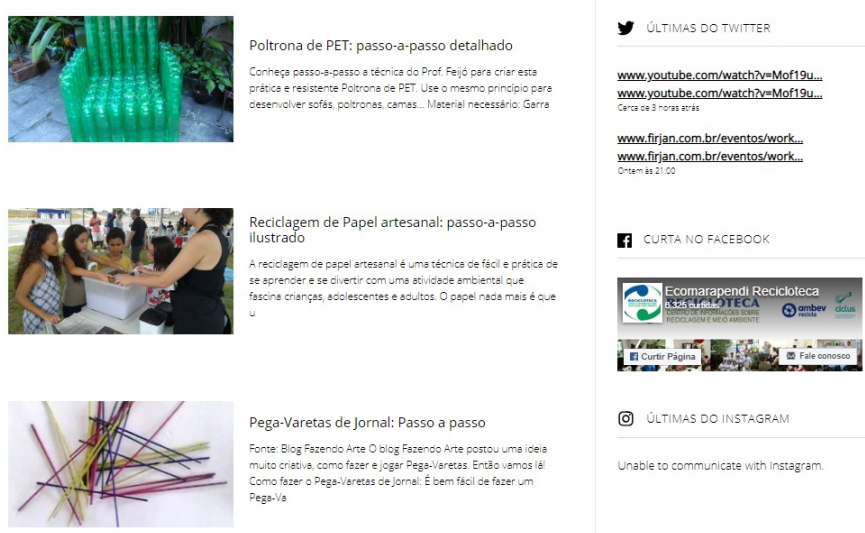 Poltrona de PET: passo-a-passo detalhado
Conheça passo-a-passo a técnica do Prof. Feijó para criar esta
prática e resistente Poltrona de PET. Use o mesmo princípio para
desenvolver sofás, poltronas, camas... Material necessário: Garra
Reciclagem de Papel artesanal: passo-a-passo
ilustrado
A reciclagem de papel artesanal é uma técnica de fácil e prática de
se aprender e se divertir com uma atividade ambiental que
fascina crianças, adolescentes e adultos. O papel nada mais é que
u
Pega-Varetas de Jornal: Passo a passo
Fonte: Blog Fazendo Arte O blog Fazendo Arte postou uma ideia
muito criativa, como fazer e jogar Pega-Varetas. Então vamos lá!
Como fazer o Pega-Varetas de Jornal: É bem fácil de fazer um
Pega-Va
ÚLTIMAS DO TWITTER
www.youtube.com/watch?v=Mof19u...
www.youtube.com/watch?v=Mof19u...
Cerca de 3 horas atrás
www.firjan.com.br/eventos/work...
www.firjan.com.br/eventos/work...
Ontem às 21:00
CURTA NO FACEBOOK
Ecomarapendi Recicloteca
6.325 curtidas
RECICLOTECA
CENTRO DE INFORMAÇÕES SOBRE
RECICLAGEM E MEIO AMBIENTE
RECICLOTECA
ambev
recicla
ciclus
Curtir Página
Fale conosco
ÚLTIMAS DO INSTAGRAM
Unable to communicate with Instagram.